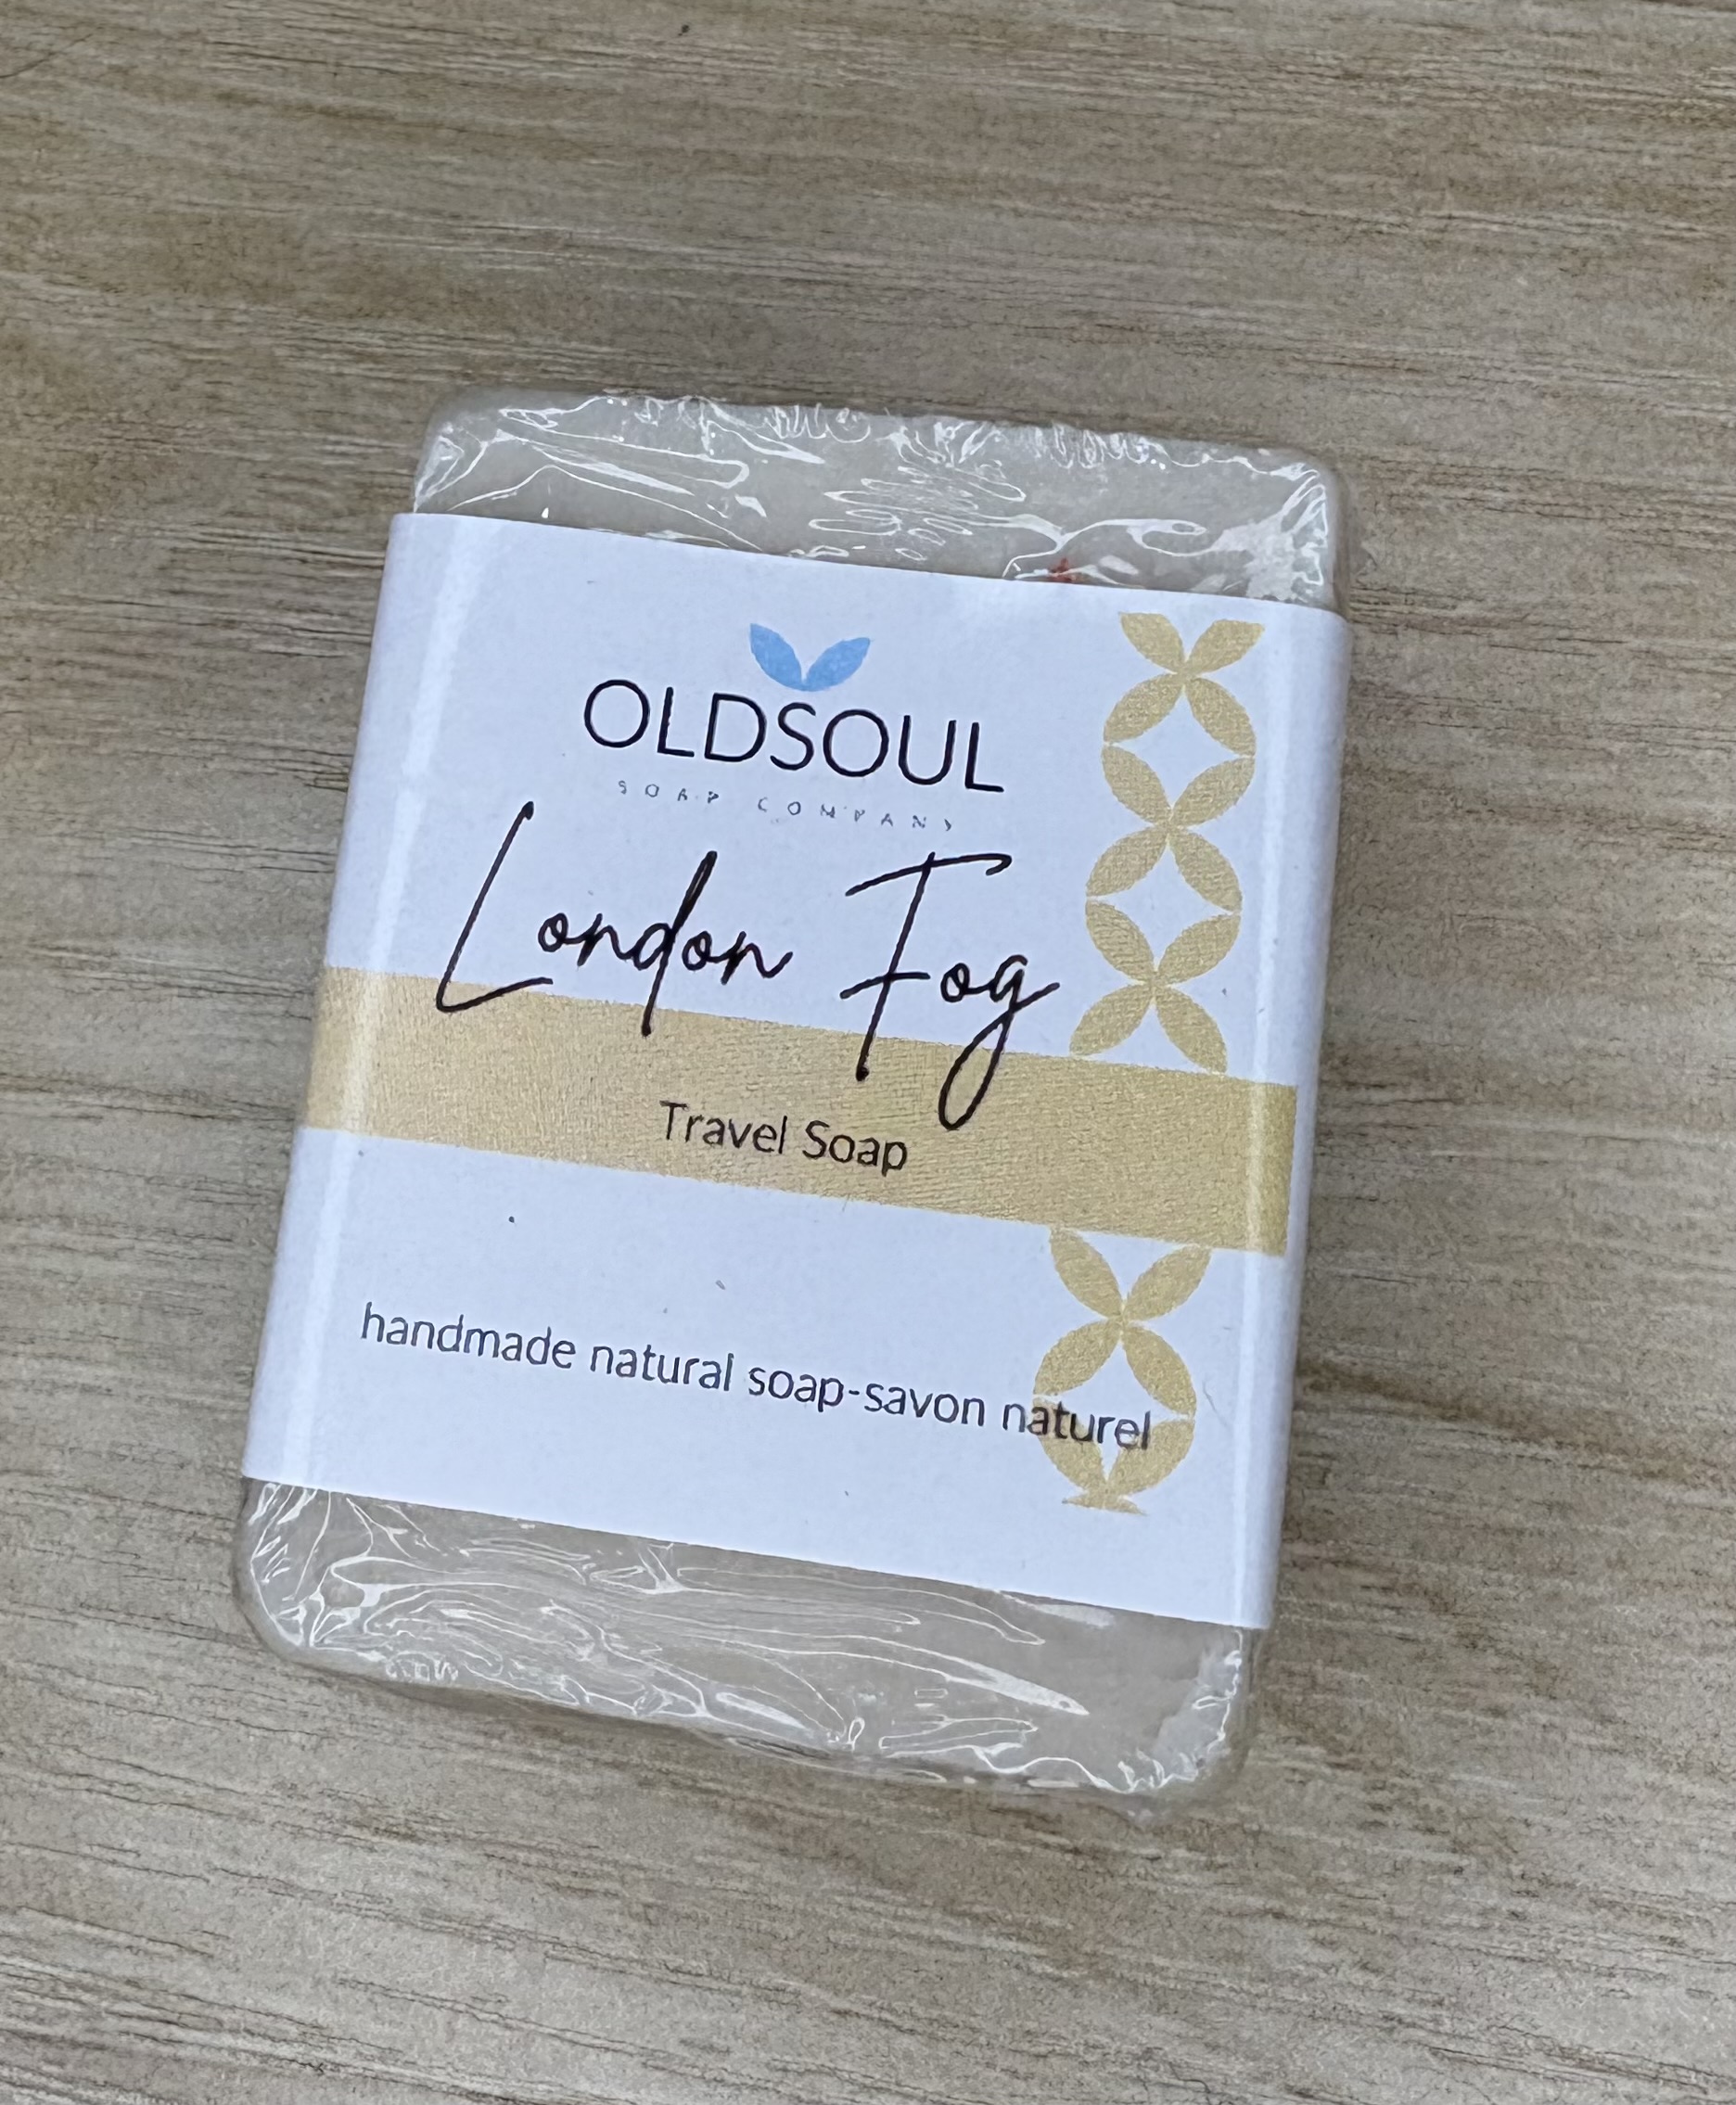 OLDSOUL
SOAP COMPANY
London Fog
Travel Soap
handmade natural soap-savon naturel